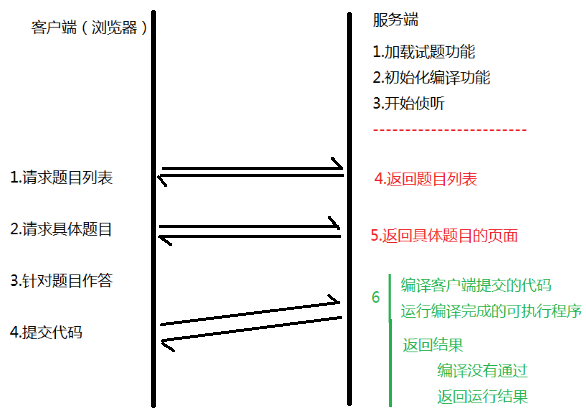 客户端（浏览器）
服务端
1.加载试题功能
2.初始化编译功能
3.开始侦听
1.请求题目列表
4.返回题目列表
2.请求具体题目
5.返回具体题目的页面
3.针对题目作答
6
编译客户端提交的代码
运行编译完成的可执行程序
4.提交代码
返回结果
编译没有通过
返回运行结果